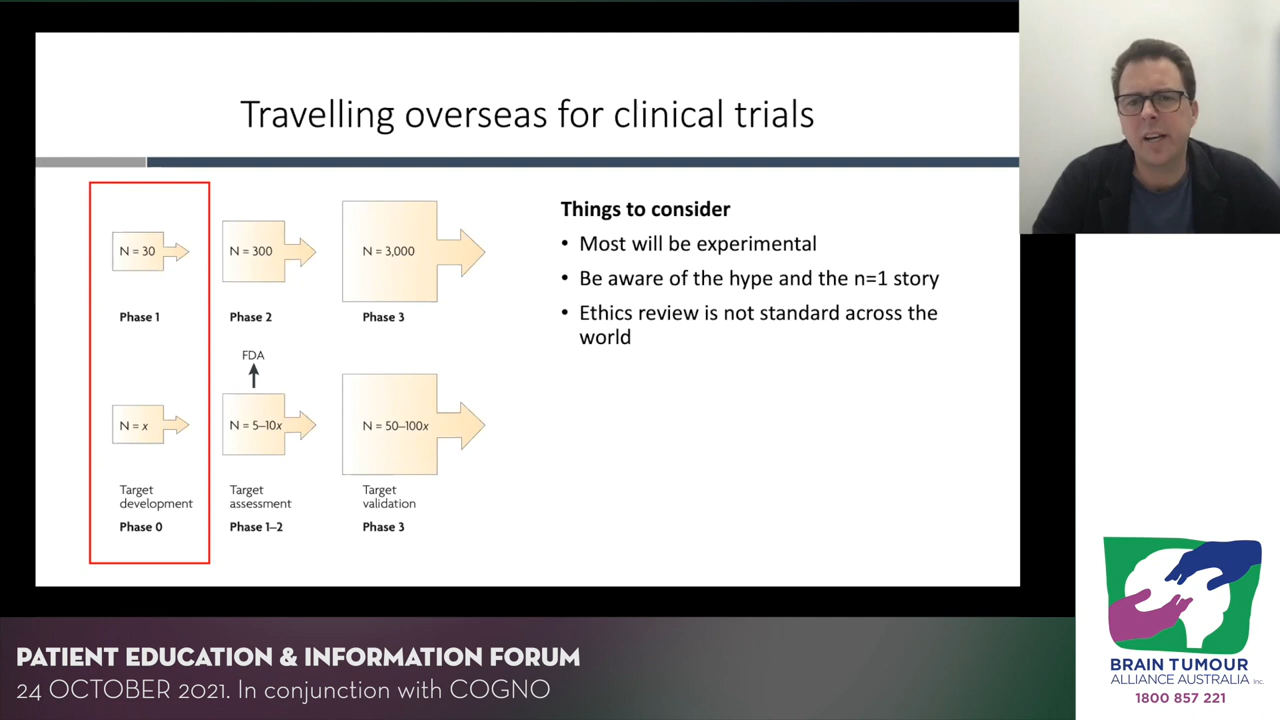 Travelling overseas for clinical trials
N = 30
N = 300
N = 3,000
Phase 1
Phase 2
Phase 3
FDA
N = x
N = 5–10x
N = 50–100x
Target
development
Phase 0
Target
assessment
Phase 1–2
Target
validation
Phase 3
Things to consider
• Most will be experimental
• Be aware of the hype and the n=1 story
• Ethics review is not standard across the
world
PATIENT EDUCATION & INFORMATION FORUM
24 OCTOBER 2021. In conjunction with COGNO
BRAIN TUMOUR
ALLIANCE AUSTRALIA Inc.
1800 857 221